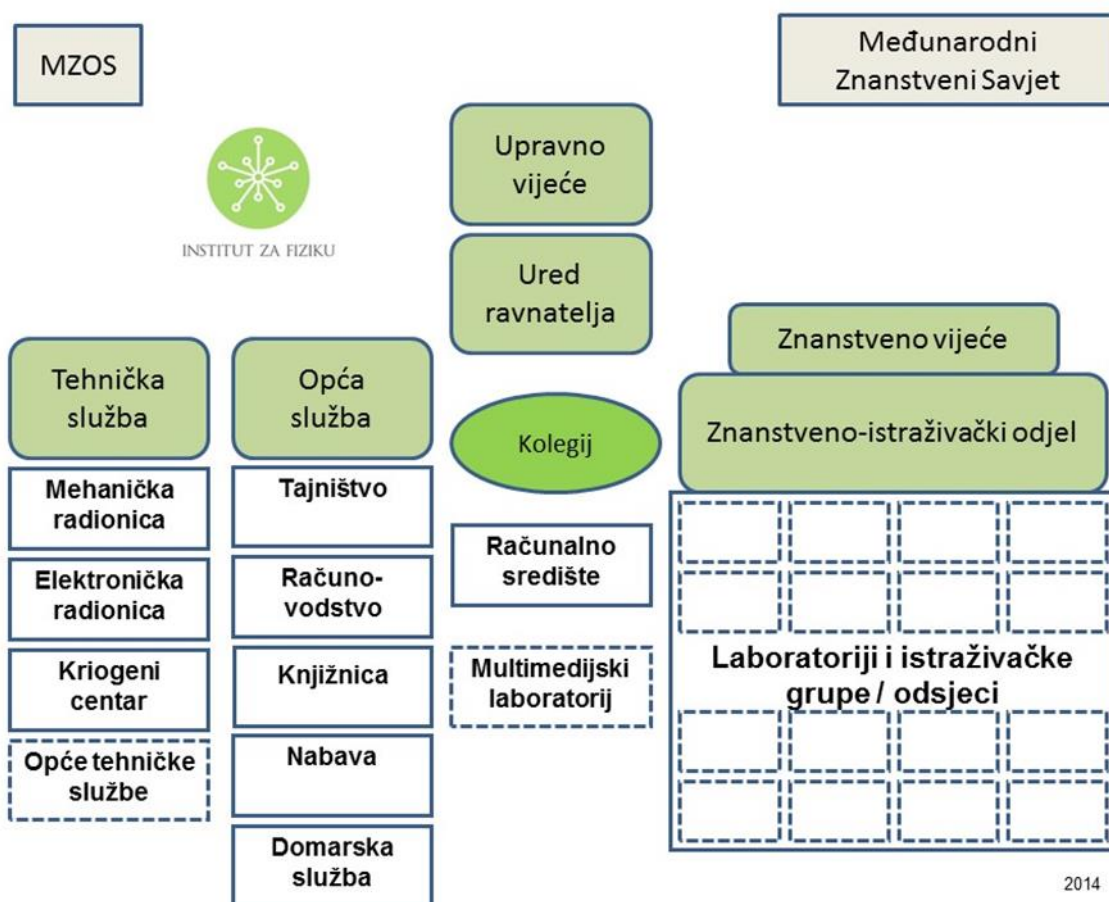 MZOS
Međunarodni
Znanstveni Savjet
INSTITUT ZA FIZIKU
Upravno
vijeće
Ured
ravnatelja
Znanstveno vijeće
Tehnička
služba
Opća
služba
Kolegij
Znanstveno-istraživački odjel
Mehanička
radionica
Elektronička
radionica
Kriogeni
centar
Opće tehničke
službe
Tajništvo
Računo-
vodstvo
Knjižnica
Nabava
Domarska
služba
Računalno
središte
Multimedijski
laboratorij
Laboratoriji i istraživačke
grupe / odsjeci
2014